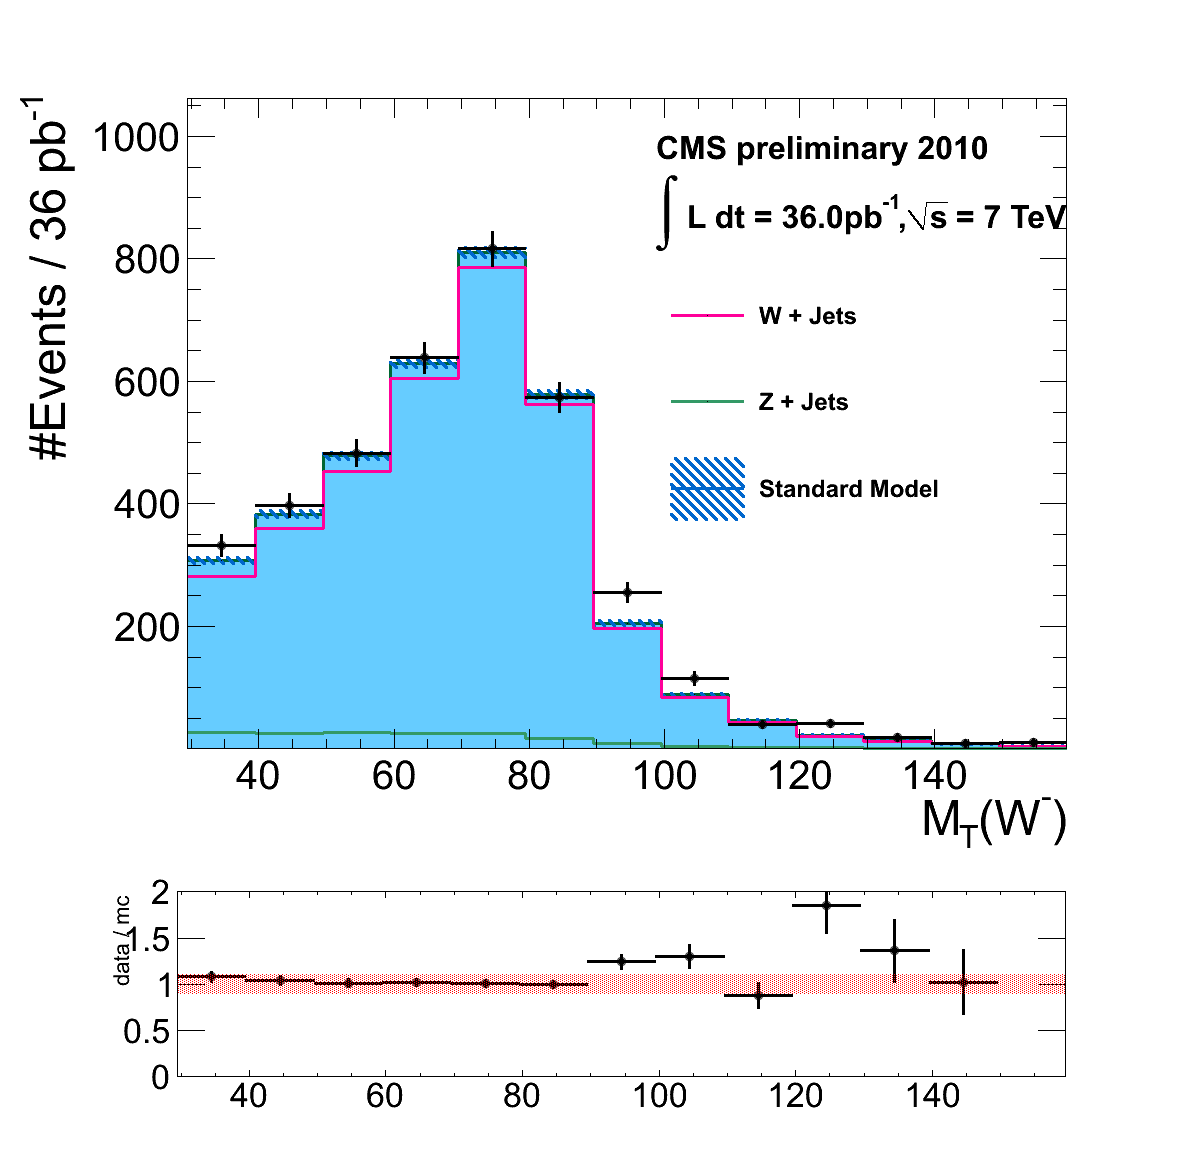 #Events / 36 pb⁻¹
1000
800
600
400
200
CMS preliminary 2010
∫ L dt = 36.0pb⁻¹,√s = 7 TeV
W + Jets
Z + Jets
Standard Model
40 60 80 100 120 140
M_T(W⁻)
data / mc
2
1.5
1
0.5
0
40 60 80 100 120 140